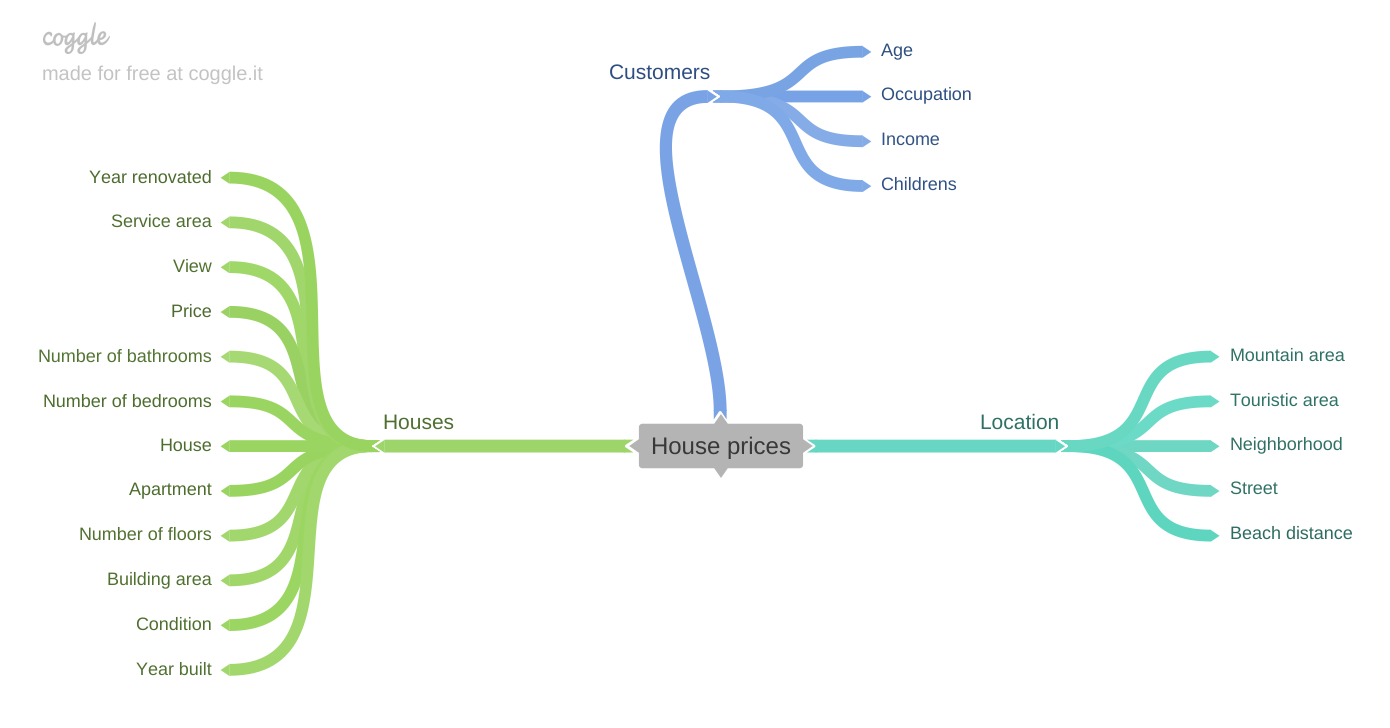 coggle
made for free at coggle.it
Customers
Age
Occupation
Income
Childrens
Year renovated
Service area
View
Price
Number of bathrooms
Number of bedrooms
House
Apartment
Number of floors
Building area
Condition
Year built
Houses
House prices
Location
Mountain area
Touristic area
Neighborhood
Street
Beach distance